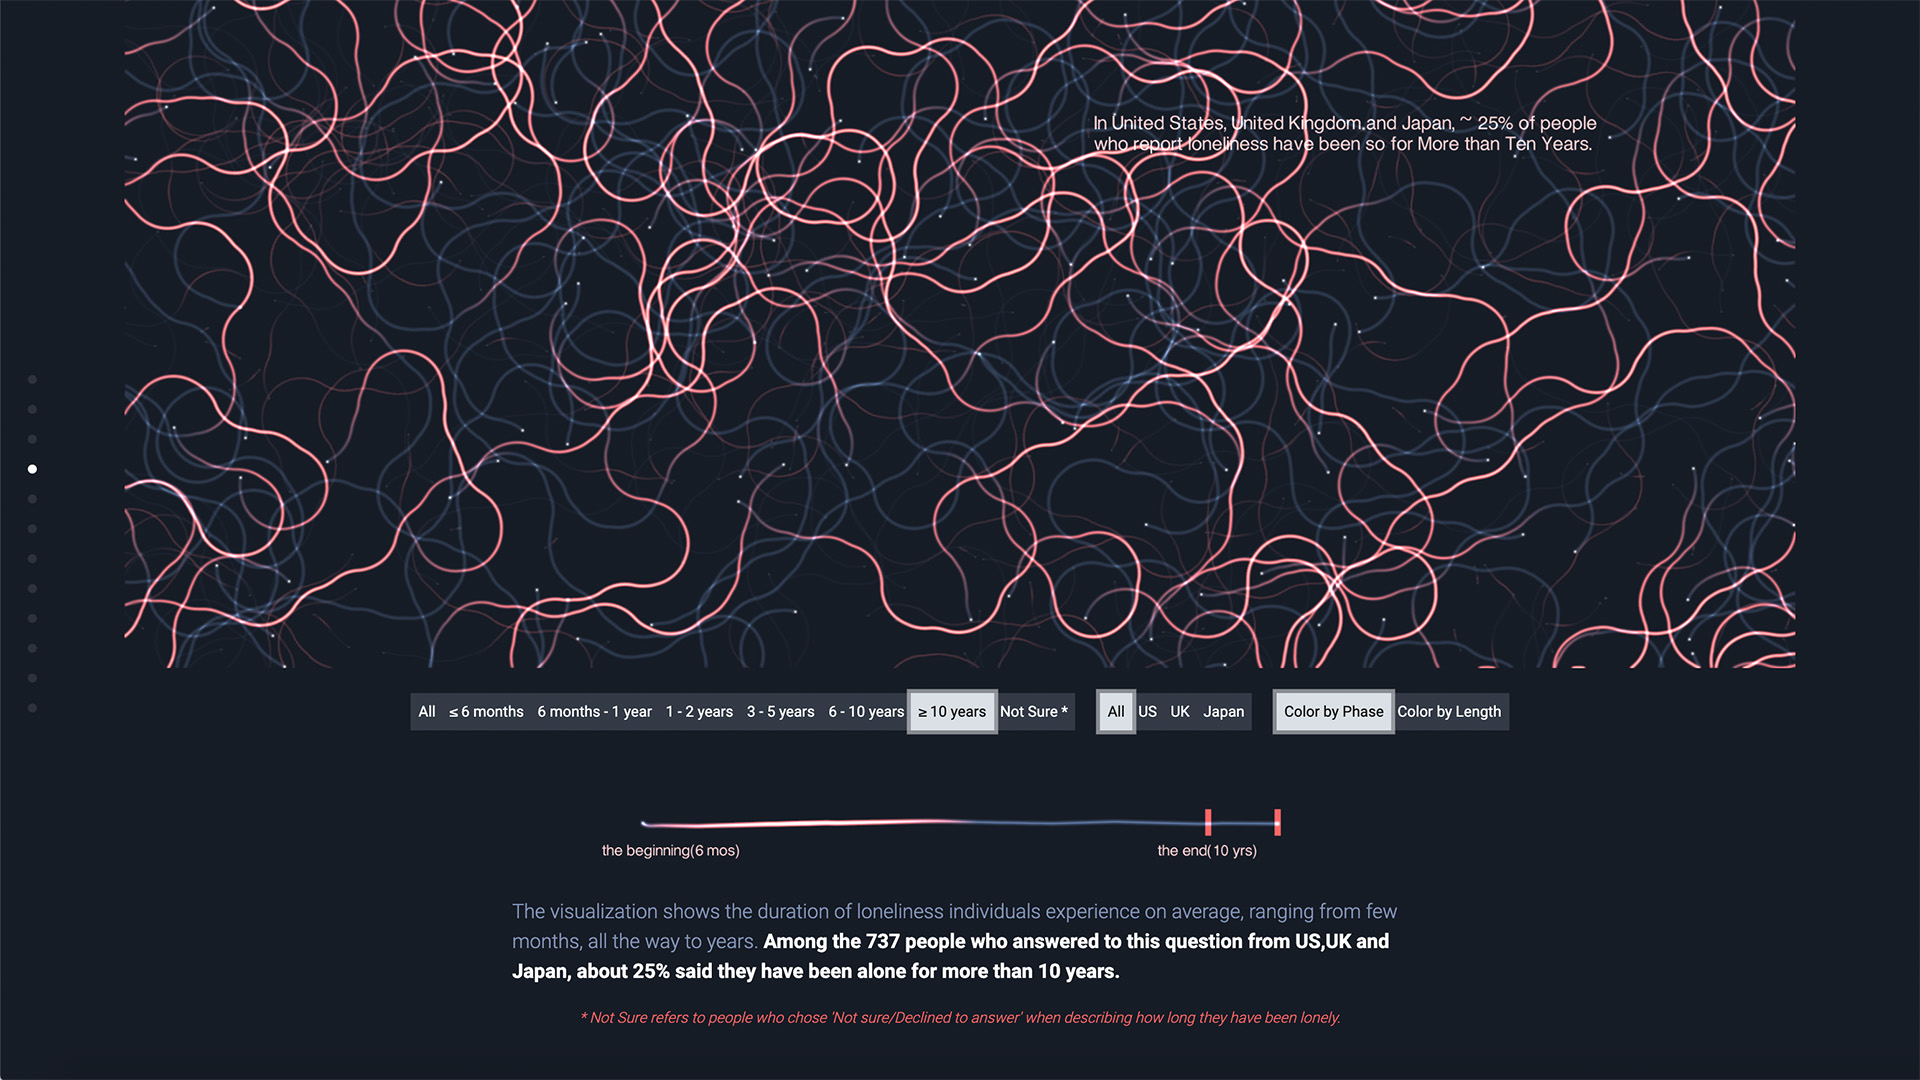 In United States, United Kingdom.and Japan, ~ 25% of people
who report loneliness have been so for More than Ten Years.
All ≤ 6 months 6 months - 1 year 1 - 2 years 3 - 5 years 6 - 10 years ≥ 10 years Not Sure * All US UK Japan Color by Phase Color by Length
the beginning(6 mos) the end(10 yrs)
The visualization shows the duration of loneliness individuals experience on average, ranging from few
months, all the way to years. Among the 737 people who answered to this question from US,UK and
Japan, about 25% said they have been alone for more than 10 years.
* Not Sure refers to people who chose 'Not sure/Declined to answer' when describing how long they have been lonely.